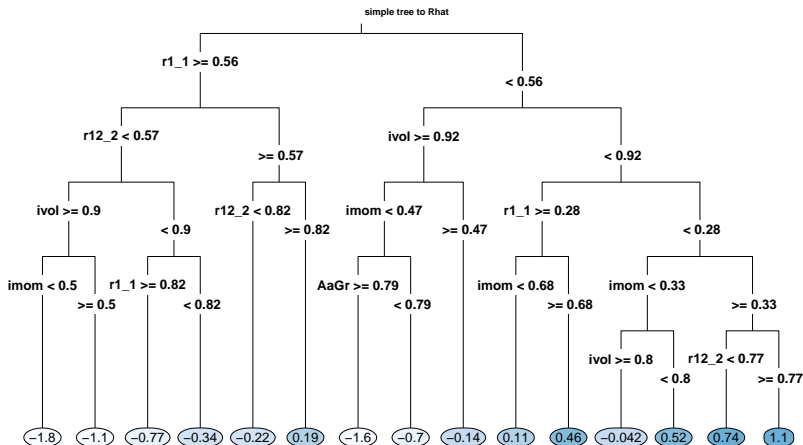 simple tree to Rhat
r1_1 >= 0.56
< 0.56
r12_2 < 0.57
>= 0.57
ivol >= 0.92
< 0.92
ivol >= 0.9
< 0.9
r12_2 < 0.82
>= 0.82
imom < 0.47
>= 0.47
r1_1 >= 0.28
< 0.28
imom < 0.5
>= 0.5
r1_1 >= 0.82
< 0.82
AaGr >= 0.79
< 0.79
imom < 0.68
>= 0.68
imom < 0.33
>= 0.33
ivol >= 0.8
< 0.8
r12_2 < 0.77
>= 0.77
−1.8 −1.1 −0.77 −0.34 −0.22 0.19 −1.6 −0.7 −0.14 0.11 0.46 −0.042 0.52 0.74 1.1